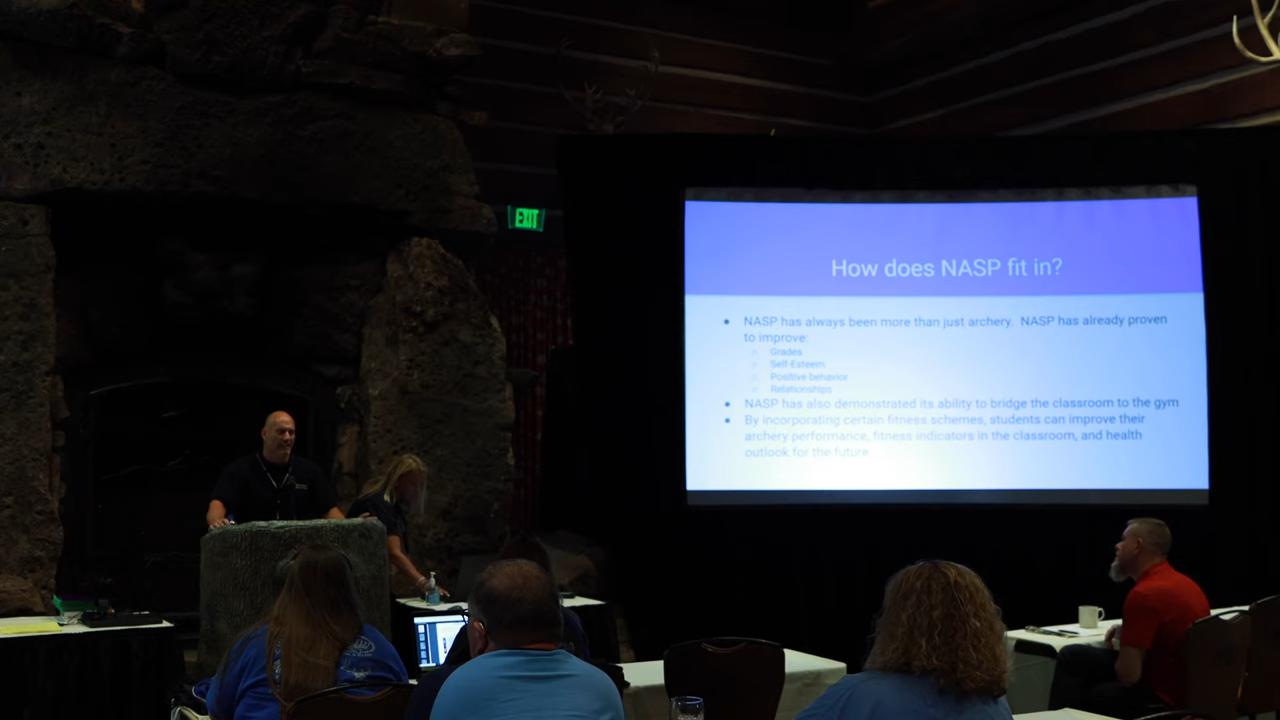 EXIT
How does NASP fit in?
NASP has always been more than just archery. NASP has already proven
to improve:
Grades
Self-Esteem
Positive behavior
Relationships
NASP has also demonstrated its ability to bridge the classroom to the gym
By incorporating certain fitness schemes, students can improve their
archery performance, fitness indicators in the classroom, and health
outlook for the future